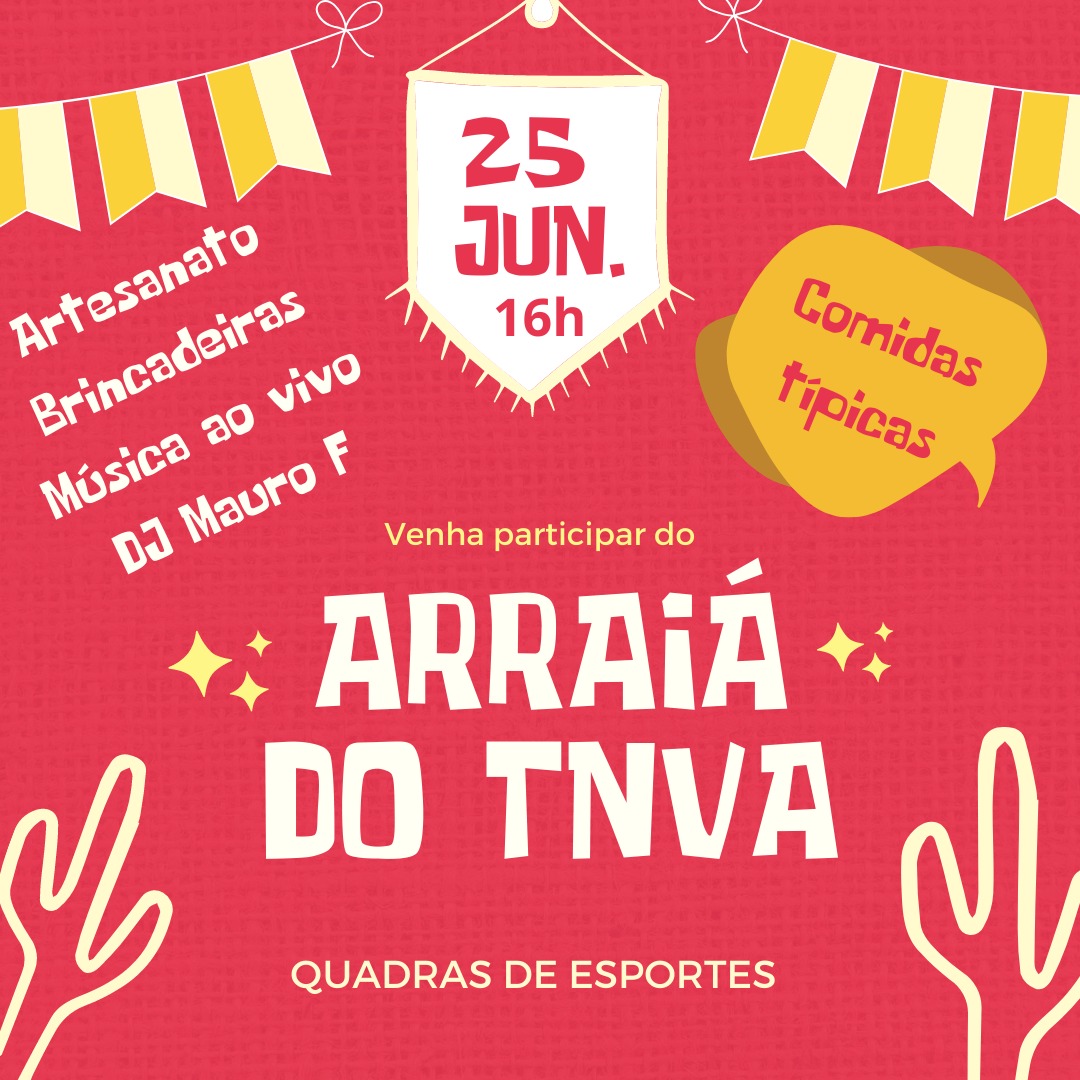 25
JUN.
16h
Artesanato
Brincadeiras
Música ao vivo
DJ Mauro F
Comidas
típicas
Venha participar do
ARRAiÁ
DO TNVA
QUADRAS DE ESPORTES